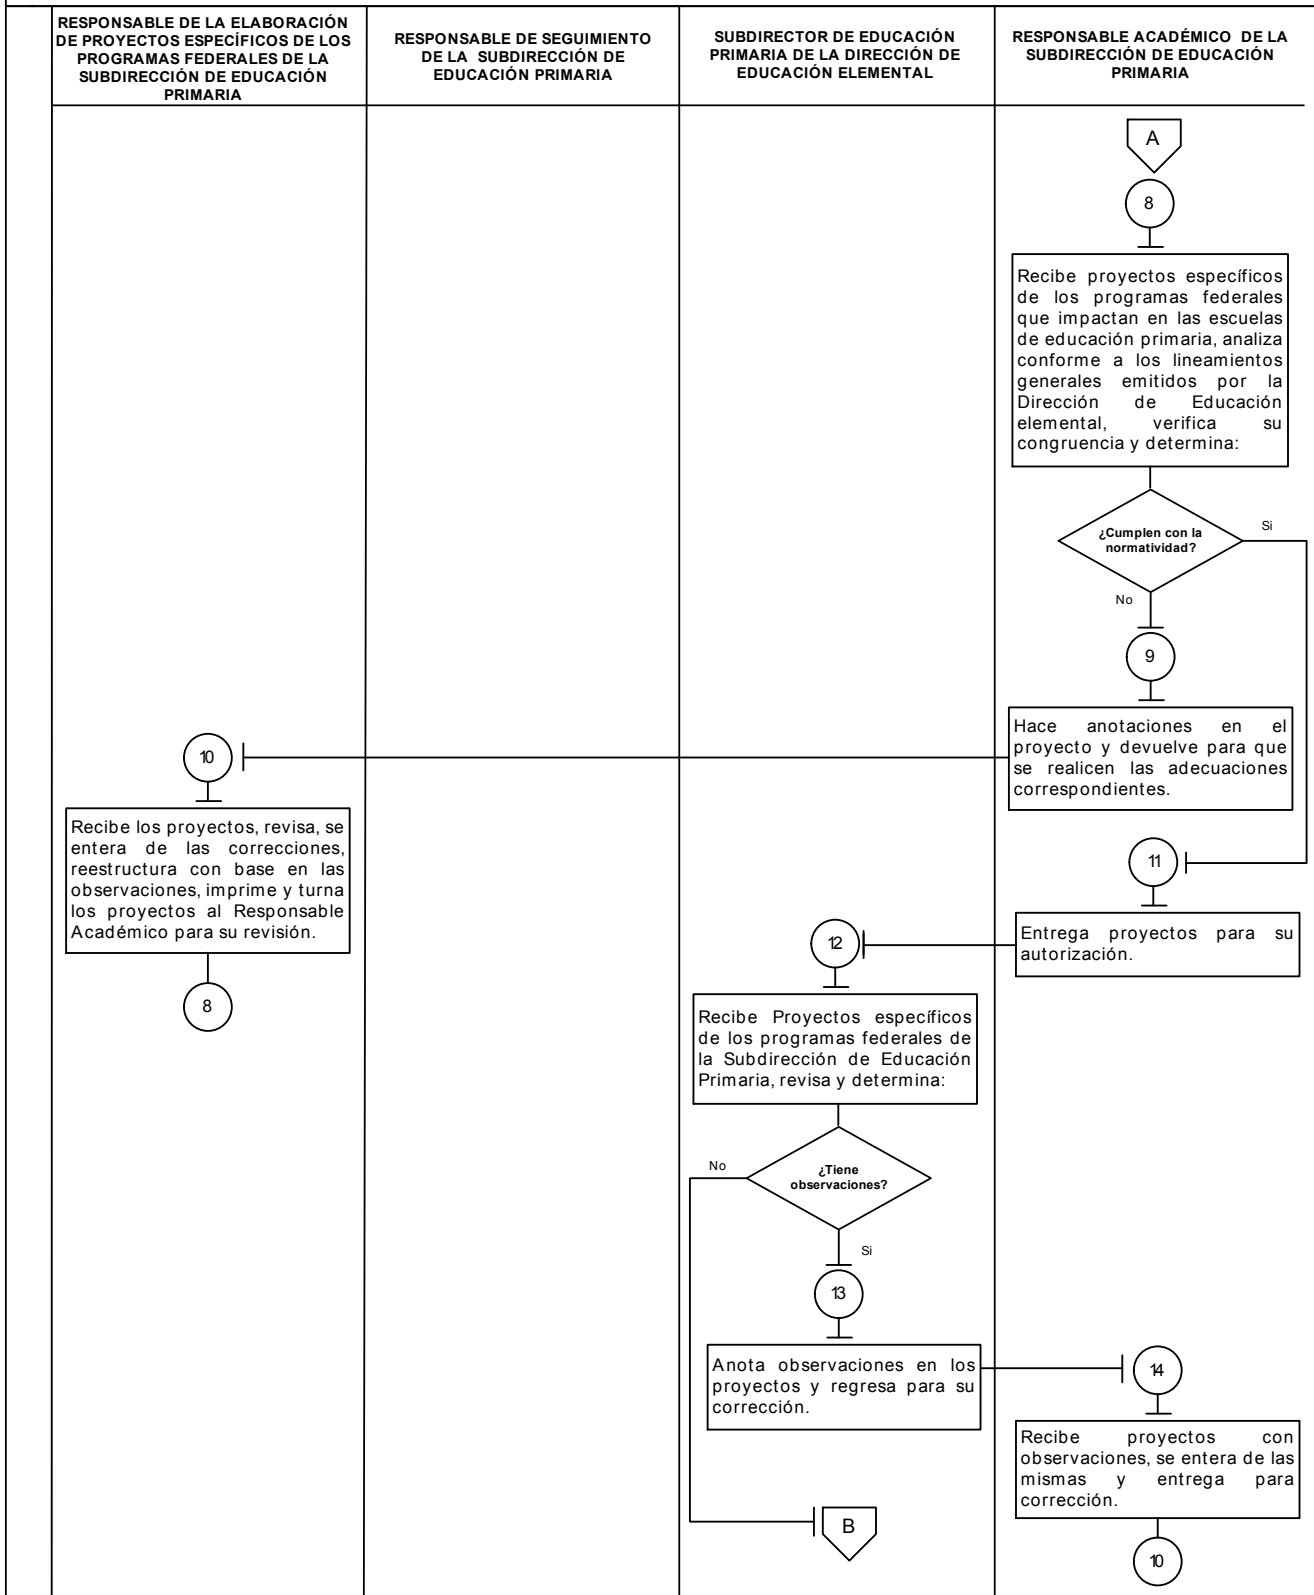 RESPONSABLE DE LA ELABORACIÓN
DE PROYECTOS ESPECÍFICOS DE LOS
PROGRAMAS FEDERALES DE LA
SUBDIRECCIÓN DE EDUCACIÓN
PRIMARIA
RESPONSABLE DE SEGUIMIENTO
DE LA SUBDIRECCIÓN DE
EDUCACIÓN PRIMARIA
SUBDIRECTOR DE EDUCACIÓN
PRIMARIA DE LA DIRECCIÓN DE
EDUCACIÓN ELEMENTAL
RESPONSABLE ACADÉMICO DE LA
SUBDIRECCIÓN DE EDUCACIÓN
PRIMARIA
A
8
Recibe proyectos específicos
de los programas federales
que impactan en las escuelas
de educación primaria, analiza
conforme a los lineamientos
generales emitidos por la
Dirección de Educación
elemental, verifica su
congruencia y determina:
¿Cumplen con la
normatividad?
Si
No
9
Hace anotaciones en el
proyecto y devuelve para que
se realicen las adecuaciones
correspondientes.
10
Recibe los proyectos, revisa, se
entera de las correcciones,
reestructura con base en las
observaciones, imprime y turna
los proyectos al Responsable
Académico para su revisión.
8
11
Entrega proyectos para su
autorización.
12
Recibe Proyectos específicos
de los programas federales de
la Subdirección de Educación
Primaria, revisa y determina:
¿Tiene
observaciones?
No
Si
13
Anota observaciones en los
proyectos y regresa para su
corrección.
14
Recibe proyectos con
observaciones, se entera de las
mismas y entrega para
corrección.
B
10